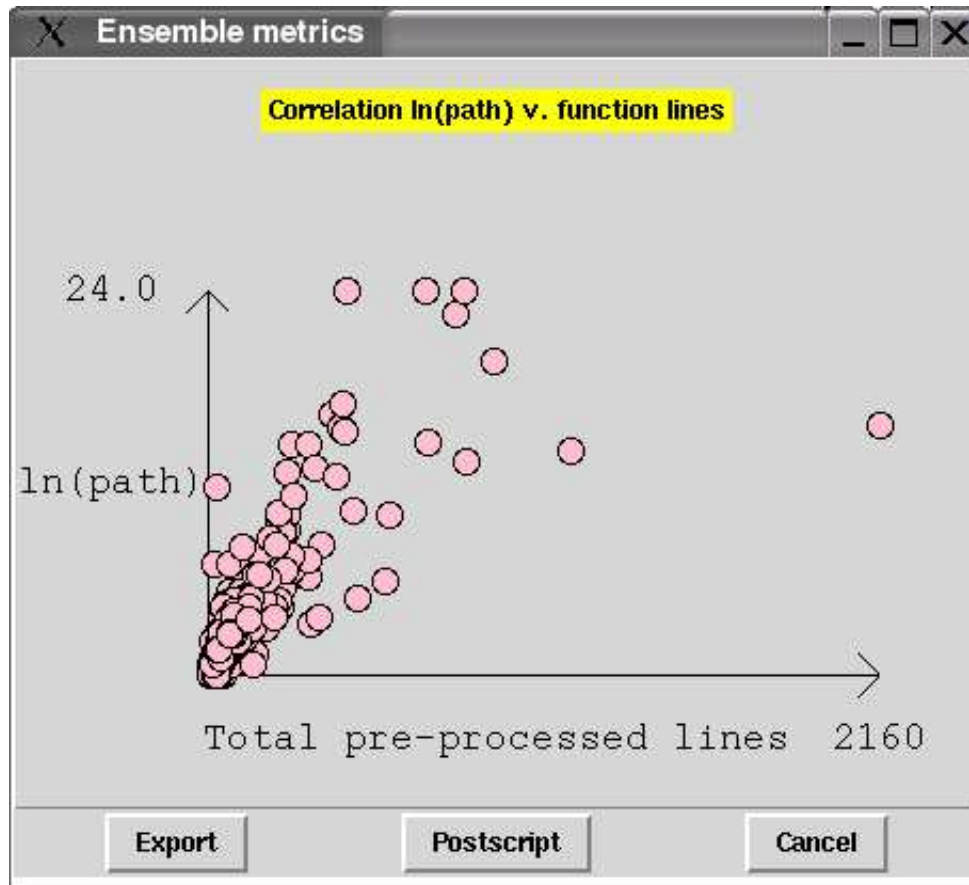 Ensemble metrics
Correlation ln(path) v. function lines
24.0
ln(path)
Total pre-processed lines 2160
Export Postscript Cancel